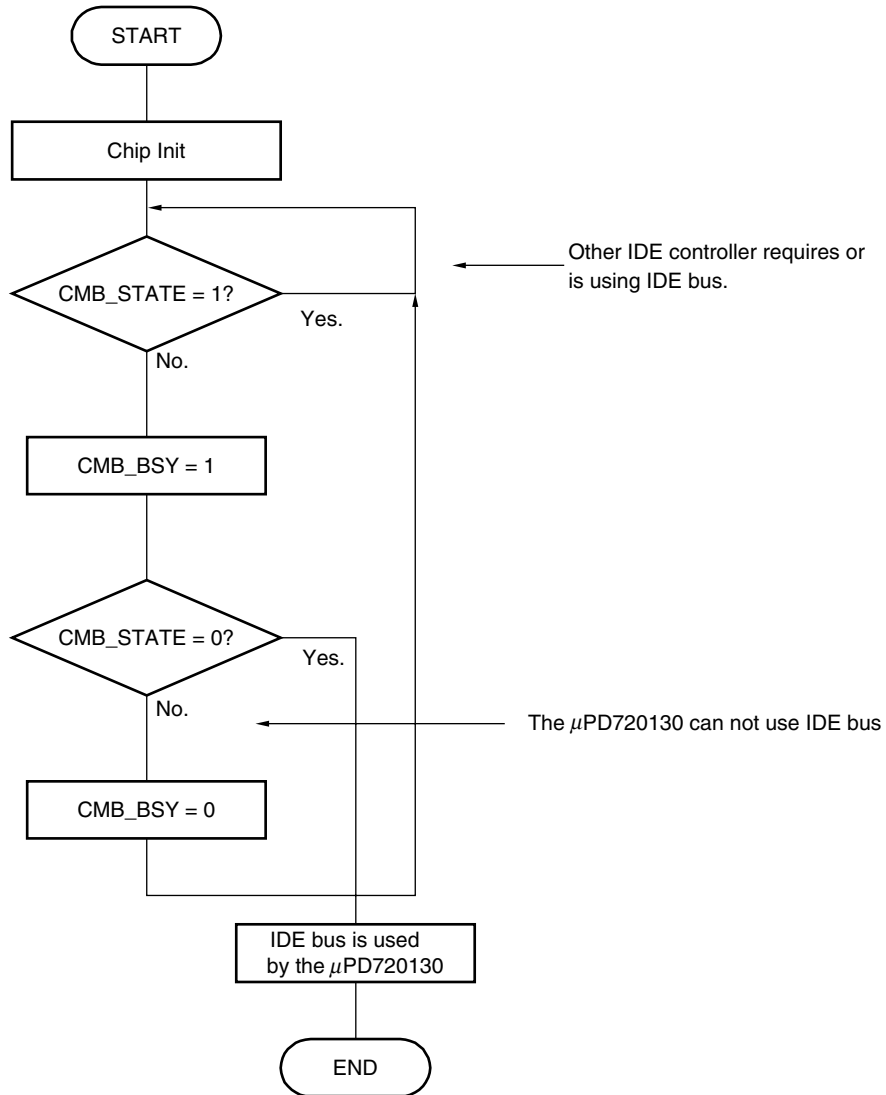 START
Chip Init
Other IDE controller requires or
is using IDE bus.
CMB_STATE = 1?
Yes.
No.
CMB_BSY = 1
CMB_STATE = 0?
Yes.
No.
The μPD720130 can not use IDE bus
CMB_BSY = 0
IDE bus is used
by the μPD720130
END